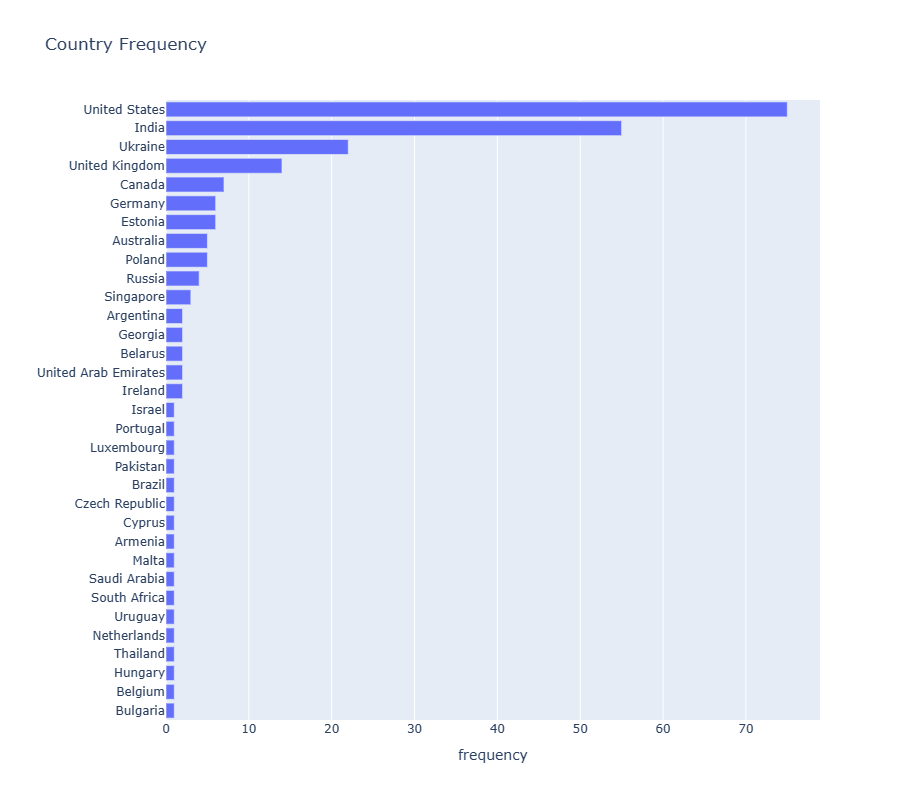 Country Frequency
United States
India
Ukraine
United Kingdom
Canada
Germany
Estonia
Australia
Poland
Russia
Singapore
Argentina
Georgia
Belarus
United Arab Emirates
Ireland
Israel
Portugal
Luxembourg
Pakistan
Brazil
Czech Republic
Cyprus
Armenia
Malta
Saudi Arabia
South Africa
Uruguay
Netherlands
Thailand
Hungary
Belgium
Bulgaria
0 10 20 30 40 50 60 70
frequency